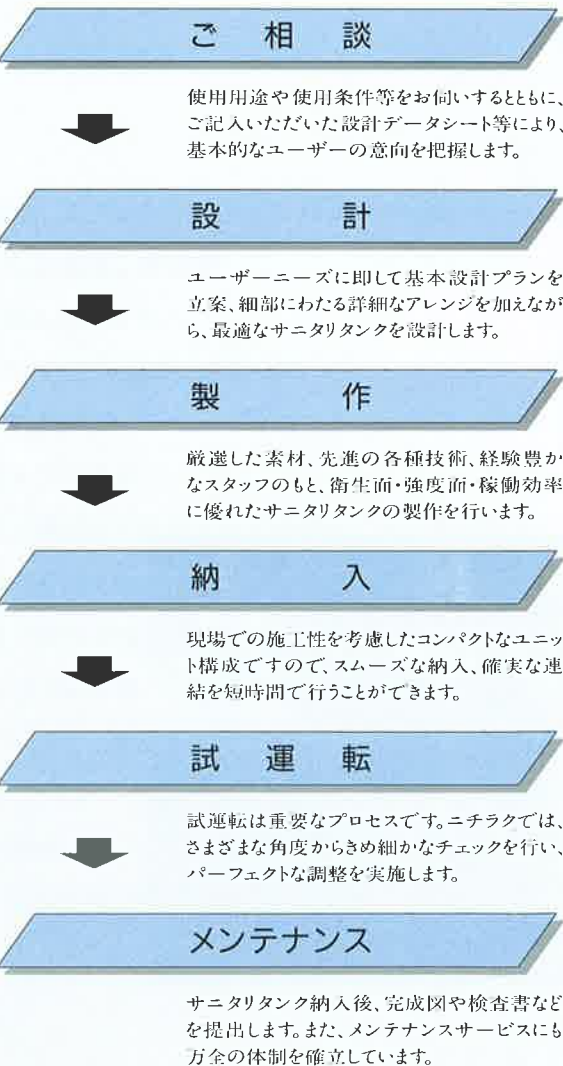 ご相談
使用用途や使用条件等をお伺いするとともに、
ご記入いただいた設計データシート等により、
基本的なユーザーの意向を把握します。
設計
ユーザーニーズに即して基本設計プランを
立案、細部にわたる詳細なアレンジを加えなが
ら、最適なサニタリタンクを設計します。
製作
厳選した素材、先進の各種技術、経験豊か
なスタッフのもと、衛生面・強度面・稼働効率
に優れたサニタリタンクの製作を行います。
納入
現場での施工性を考慮したコンパクトなユニッ
ト構成ですので、スムーズな納入、確実な連
結を短時間で行うことができます。
試運転
試運転は重要なプロセスです。ニチラクでは、
さまざまな角度からきめ細かなチェックを行い、
パーフェクトな調整を実施します。
メンテナンス
サニタリタンク納入後、完成図や検査書など
を提出します。また、メンテナンスサービスにも
万全の体制を確立しています。